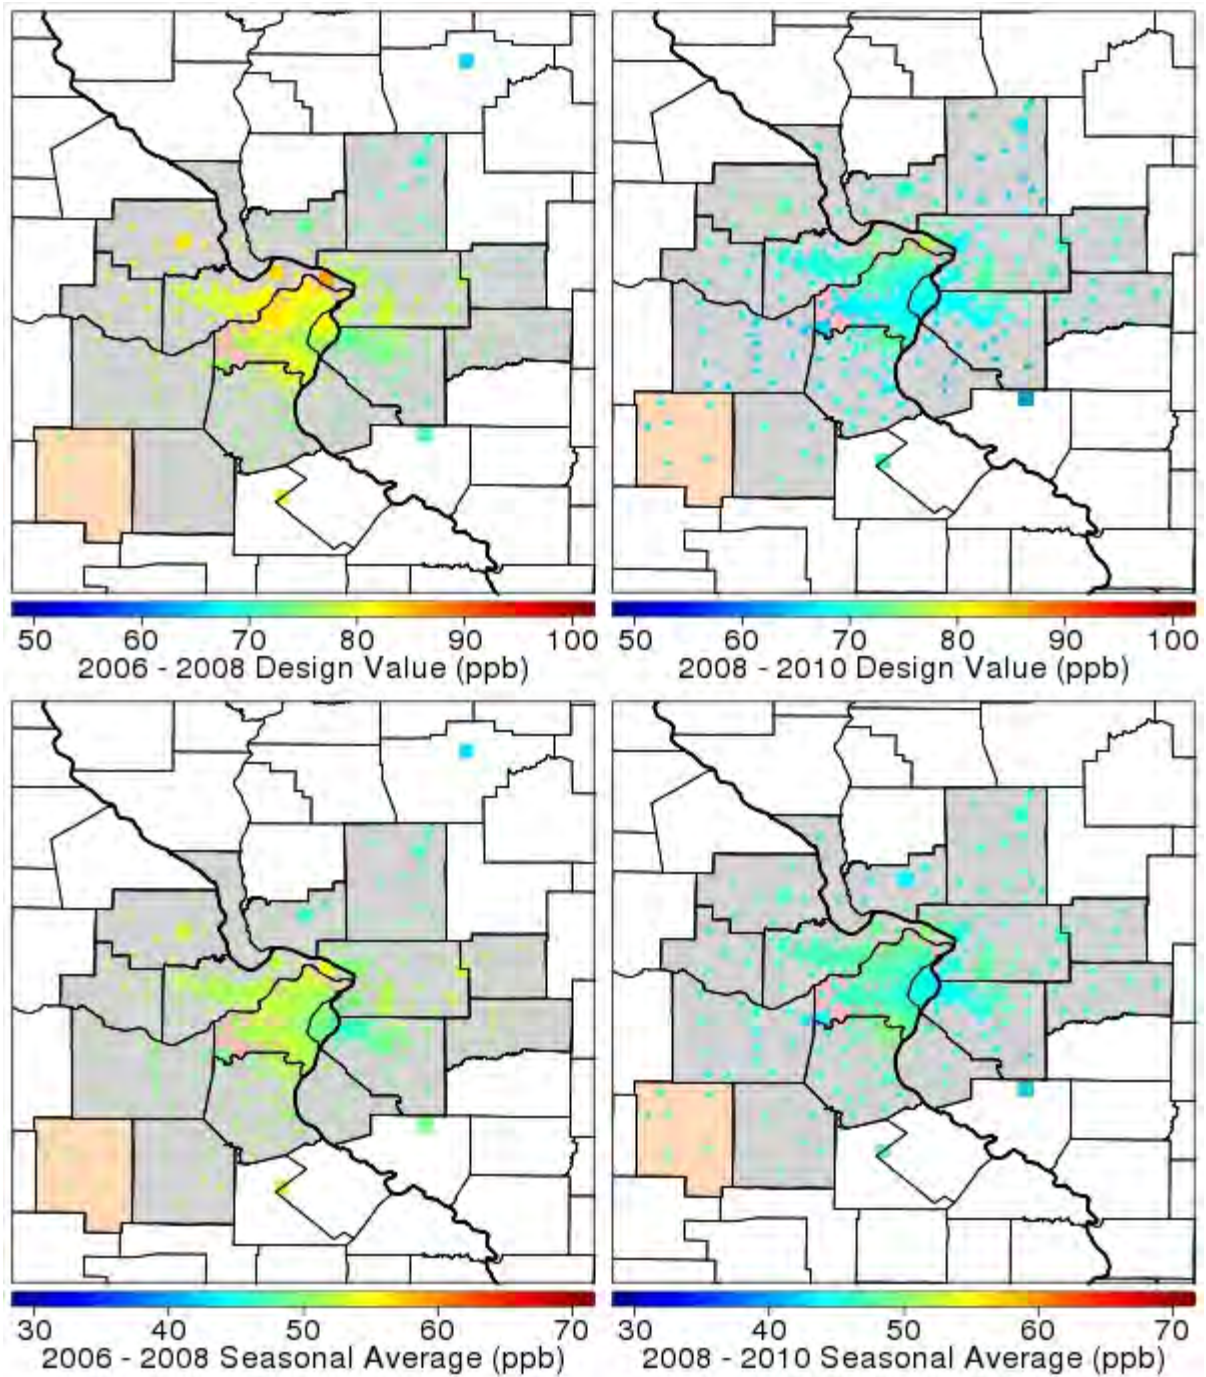 50 60 70 80 90 100
2006 - 2008 Design Value (ppb)
50 60 70 80 90 100
2008 - 2010 Design Value (ppb)
30 40 50 60 70
2006 - 2008 Seasonal Average (ppb)
30 40 50 60 70
2008 - 2010 Seasonal Average (ppb)